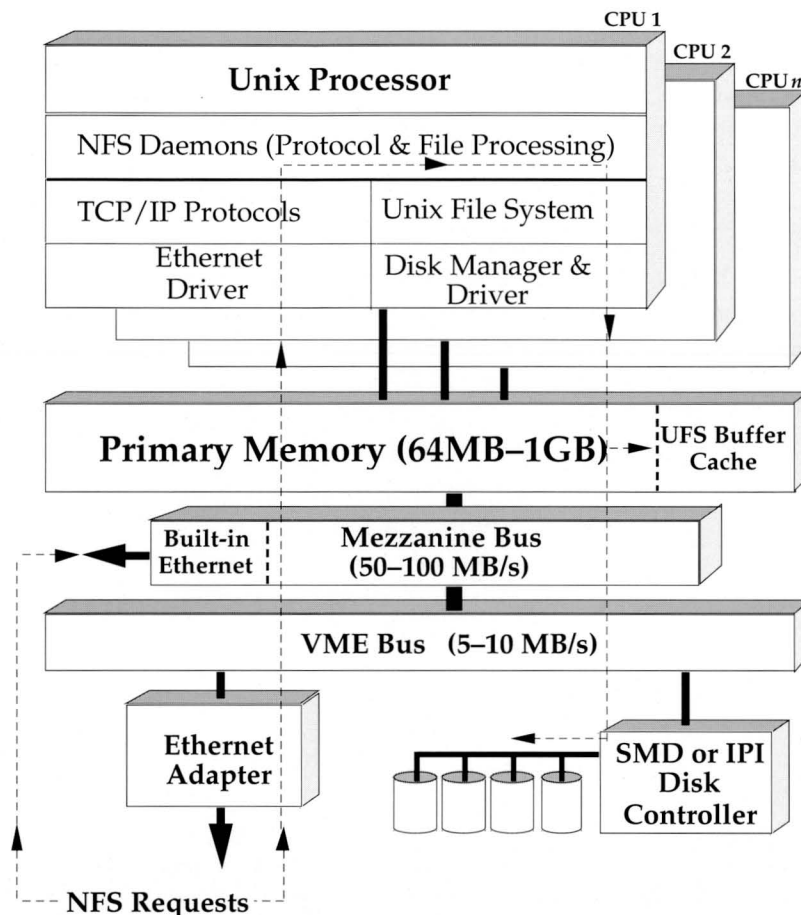 CPU 1
CPU 2
CPU n
Unix Processor
NFS Daemons (Protocol & File Processing)
TCP/IP Protocols
Unix File System
Ethernet
Driver
Disk Manager &
Driver
Primary Memory (64MB–1GB)
UFS Buffer
Cache
Built-in
Ethernet
Mezzanine Bus
(50–100 MB/s)
VME Bus (5–10 MB/s)
Ethernet
Adapter
SMD or IPI
Disk
Controller
NFS Requests